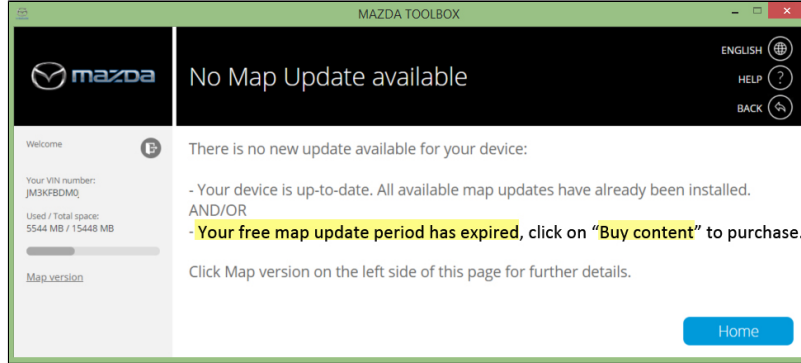 MAZDA TOOLBOX
mazda
No Map Update available
ENGLISH
HELP ?
BACK
Welcome
Your VIN number:
JM3KFBDM0
Used / Total space:
5544 MB / 15448 MB
Map version
There is no new update available for your device:
- Your device is up-to-date. All available map updates have already been installed.
AND/OR
- Your free map update period has expired, click on “Buy content” to purchase.
Click Map version on the left side of this page for further details.
Home